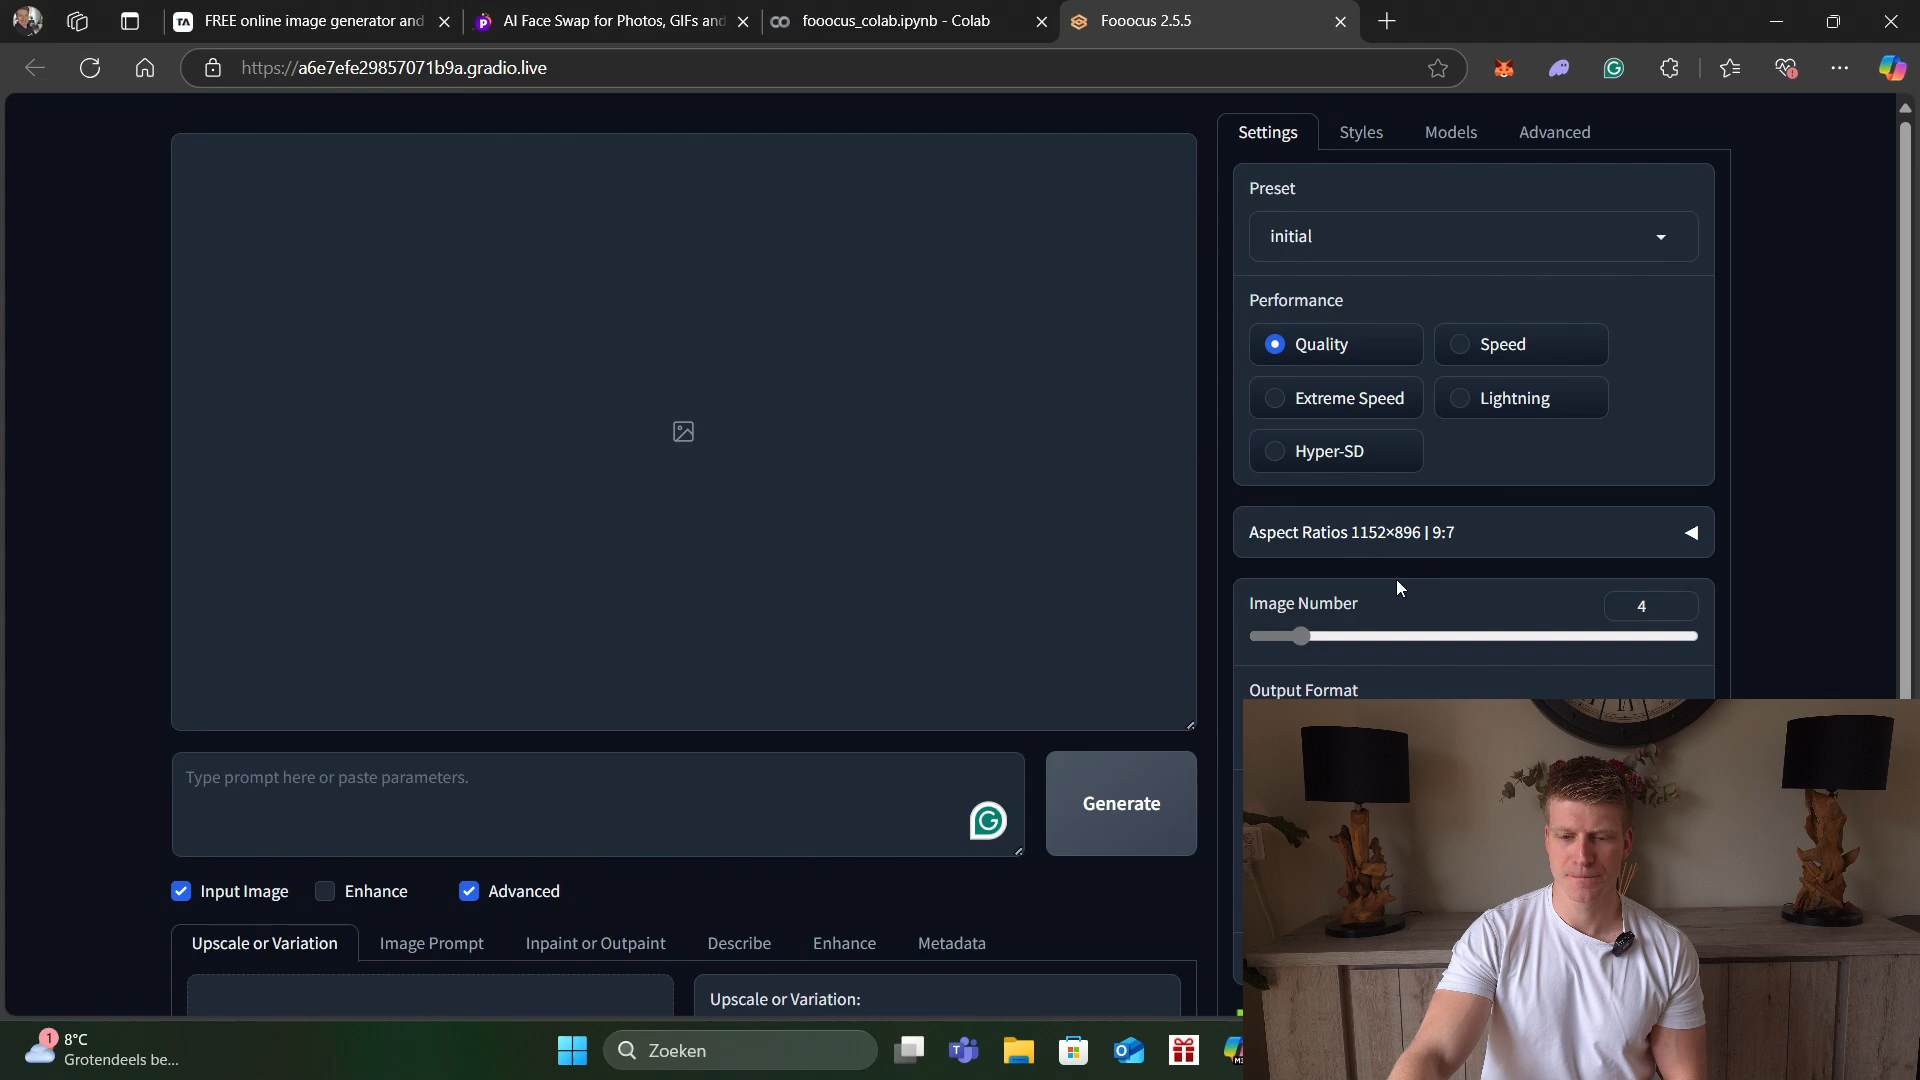 TA FREE online image generator and
AI Face Swap for Photos, GIFs and
fooocus_colab.ipynb - Colab
Fooocus 2.5.5
https://a6e7efe29857071b9a.gradio.live
Settings Styles Models Advanced
Preset
initial
Performance
Quality Speed
Extreme Speed Lightning
Hyper-SD
Aspect Ratios 1152×896 | 9:7
Image Number 4
Output Format
Type prompt here or paste parameters.
Generate
Input Image Enhance Advanced
Upscale or Variation Image Prompt Inpaint or Outpaint Describe Enhance Metadata
Upscale or Variation:
1 8°C
Grotendeels be...
Zoeken